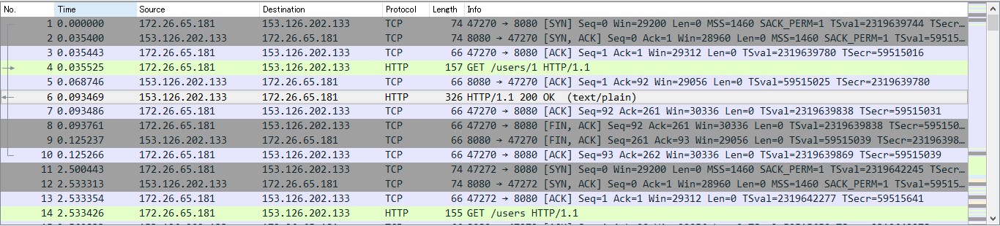 No. Time Source Destination Protocol Length Info
1 0.000000 172.26.65.181 153.126.202.133 TCP 74 47270 → 8080 [SYN] Seq=0 Win=29200 Len=0 MSS=1460 SACK_PERM=1 TSval=2319639744 TSecr…
2 0.035400 153.126.202.133 172.26.65.181 TCP 74 8080 → 47270 [SYN, ACK] Seq=0 Ack=1 Win=28960 Len=0 MSS=1460 SACK_PERM=1 TSval=59515…
3 0.035443 172.26.65.181 153.126.202.133 TCP 66 47270 → 8080 [ACK] Seq=1 Ack=1 Win=29312 Len=0 TSval=2319639780 TSecr=59515016
4 0.035525 172.26.65.181 153.126.202.133 HTTP 157 GET /users/1 HTTP/1.1
5 0.068746 153.126.202.133 172.26.65.181 TCP 66 8080 → 47270 [ACK] Seq=1 Ack=92 Win=29056 Len=0 TSval=59515025 TSecr=2319639780
6 0.093469 153.126.202.133 172.26.65.181 HTTP 326 HTTP/1.1 200 OK (text/plain)
7 0.093486 172.26.65.181 153.126.202.133 TCP 66 47270 → 8080 [ACK] Seq=92 Ack=261 Win=30336 Len=0 TSval=2319639838 TSecr=59515031
8 0.093761 172.26.65.181 153.126.202.133 TCP 66 47270 → 8080 [FIN, ACK] Seq=92 Ack=261 Win=30336 Len=0 TSval=2319639838 TSecr=595150…
9 0.125237 153.126.202.133 172.26.65.181 TCP 66 8080 → 47270 [FIN, ACK] Seq=261 Ack=93 Win=29056 Len=0 TSval=59515039 TSecr=23196398…
10 0.125266 172.26.65.181 153.126.202.133 TCP 66 47270 → 8080 [ACK] Seq=93 Ack=262 Win=30336 Len=0 TSval=2319639869 TSecr=59515039
11 2.500443 172.26.65.181 153.126.202.133 TCP 74 47272 → 8080 [SYN] Seq=0 Win=29200 Len=0 MSS=1460 SACK_PERM=1 TSval=2319642245 TSecr…
12 2.533313 153.126.202.133 172.26.65.181 TCP 74 8080 → 47272 [SYN, ACK] Seq=0 Ack=1 Win=28960 Len=0 MSS=1460 SACK_PERM=1 TSval=59515…
13 2.533354 172.26.65.181 153.126.202.133 TCP 66 47272 → 8080 [ACK] Seq=1 Ack=1 Win=29312 Len=0 TSval=2319642277 TSecr=59515641
14 2.533426 172.26.65.181 153.126.202.133 HTTP 155 GET /users HTTP/1.1